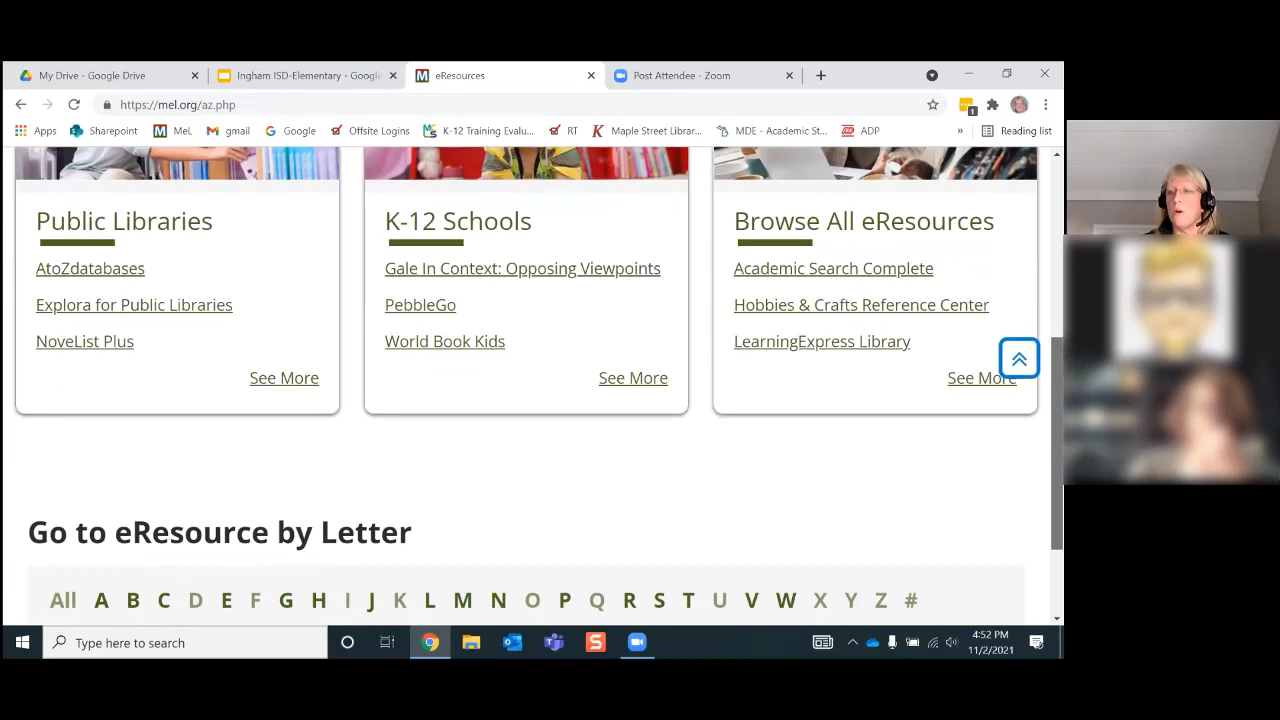 My Drive - Google Drive
Ingham ISD-Elementary - Google
eResources
Post Attendee - Zoom
https://mel.org/az.php
1
Apps
Sharepoint
MeL
gmail
Google
Offsite Logins
K-12 Training Evalu...
RT
Maple Street Librar...
MDE - Academic St...
ADP
»
Reading list
Public Libraries
AtoZdatabases
Explora for Public Libraries
NoveList Plus
See More
K-12 Schools
Gale In Context: Opposing Viewpoints
PebbleGo
World Book Kids
See More
Browse All eResources
Academic Search Complete
Hobbies & Crafts Reference Center
LearningExpress Library
See More
Go to eResource by Letter
All A B C D E F G H I J K L M N O P Q R S T U V W X Y Z #
Type here to search
4:52 PM
11/2/2021